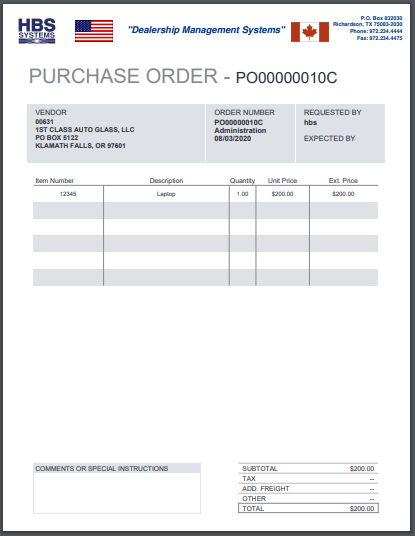 HBS
SYSTEMS
"Dealership Management Systems"
P.O. Box 832030
Richardson, TX 75083-2030
Phone: 972.234.4444
Fax: 972.234.4475
PURCHASE ORDER - PO00000010C
VENDOR
00631
1ST CLASS AUTO GLASS, LLC
PO BOX 5122
KLAMATH FALLS, OR 97601
ORDER NUMBER
PO00000010C
Administration
08/03/2020
REQUESTED BY
hbs
EXPECTED BY
Item Number Description Quantity Unit Price Ext. Price
12345 Laptop 1.00 $200.00 $200.00
COMMENTS OR SPECIAL INSTRUCTIONS
SUBTOTAL $200.00
TAX --
ADD. FREIGHT --
OTHER --
TOTAL $200.00